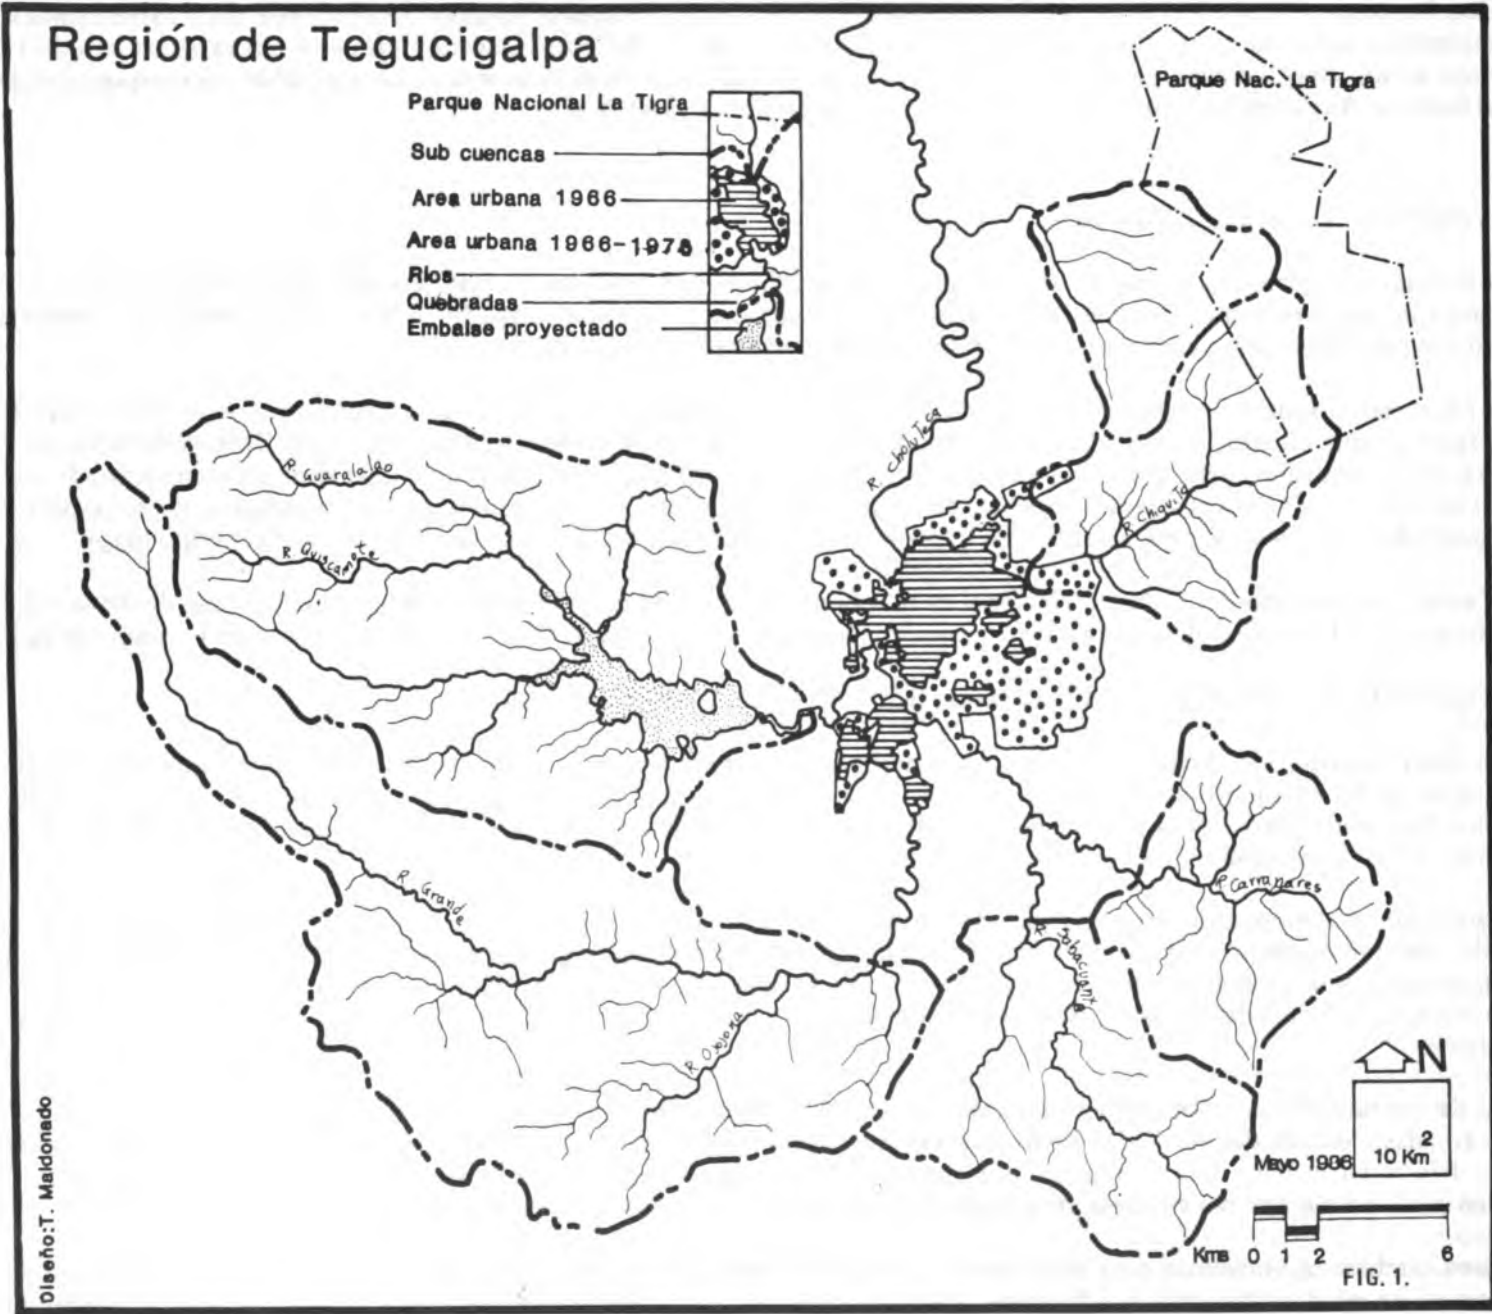 Región de Tegucigalpa
Parque Nacional La Tigra
Sub cuencas
Area urbana 1966
Area urbana 1966-1978
Ríos
Quebradas
Embalse proyectado
Parque Nac. La Tigra
R. Choluteca
R. Guaralalao
R. Quiscamote
R. Chiquito
R. Grande
R. Ojojona
R. Sabacuante
R. Carranares
N
2
10 Km
Mayo 1986
Kms 0 1 2 6
FIG. 1.
Diseño: T. Maldonado